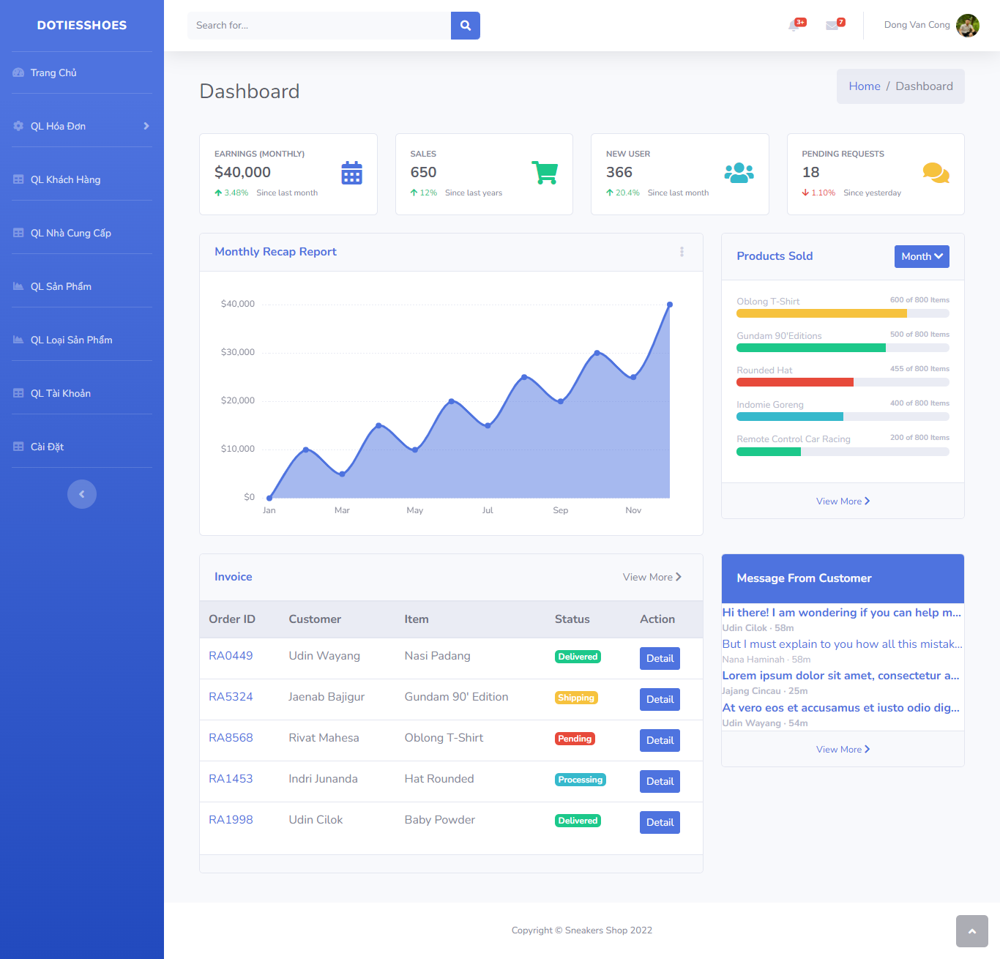 DOTIESSHOES
Search for...
3+
7
Dong Van Cong
Trang Chủ
QL Hóa Đơn
QL Khách Hàng
QL Nhà Cung Cấp
QL Sản Phẩm
QL Loại Sản Phẩm
QL Tài Khoản
Cài Đặt
Dashboard
Home / Dashboard
EARNINGS (MONTHLY)
$40,000
3.48% Since last month
SALES
650
12% Since last years
NEW USER
366
20.4% Since last month
PENDING REQUESTS
18
1.10% Since yesterday
Monthly Recap Report
$40,000
$30,000
$20,000
$10,000
$0
Jan Mar May Jul Sep Nov
Products Sold
Month
Oblong T-Shirt 600 of 800 Items
Gundam 90'Editions 500 of 800 Items
Rounded Hat 455 of 800 Items
Indomie Goreng 400 of 800 Items
Remote Control Car Racing 200 of 800 Items
View More
Invoice
View More
Order ID Customer Item Status Action
RA0449 Udin Wayang Nasi Padang Delivered Detail
RA5324 Jaenab Bajigur Gundam 90' Edition Shipping Detail
RA8568 Rivat Mahesa Oblong T-Shirt Pending Detail
RA1453 Indri Junanda Hat Rounded Processing Detail
RA1998 Udin Cilok Baby Powder Delivered Detail
Message From Customer
Hi there! I am wondering if you can help m...
Udin Cilok · 58m
But I must explain to you how all this mistak...
Nana Haminah · 58m
Lorem ipsum dolor sit amet, consectetur a...
Jajang Cincau · 25m
At vero eos et accusamus et iusto odio dig...
Udin Wayang · 54m
View More
Copyright © Sneakers Shop 2022